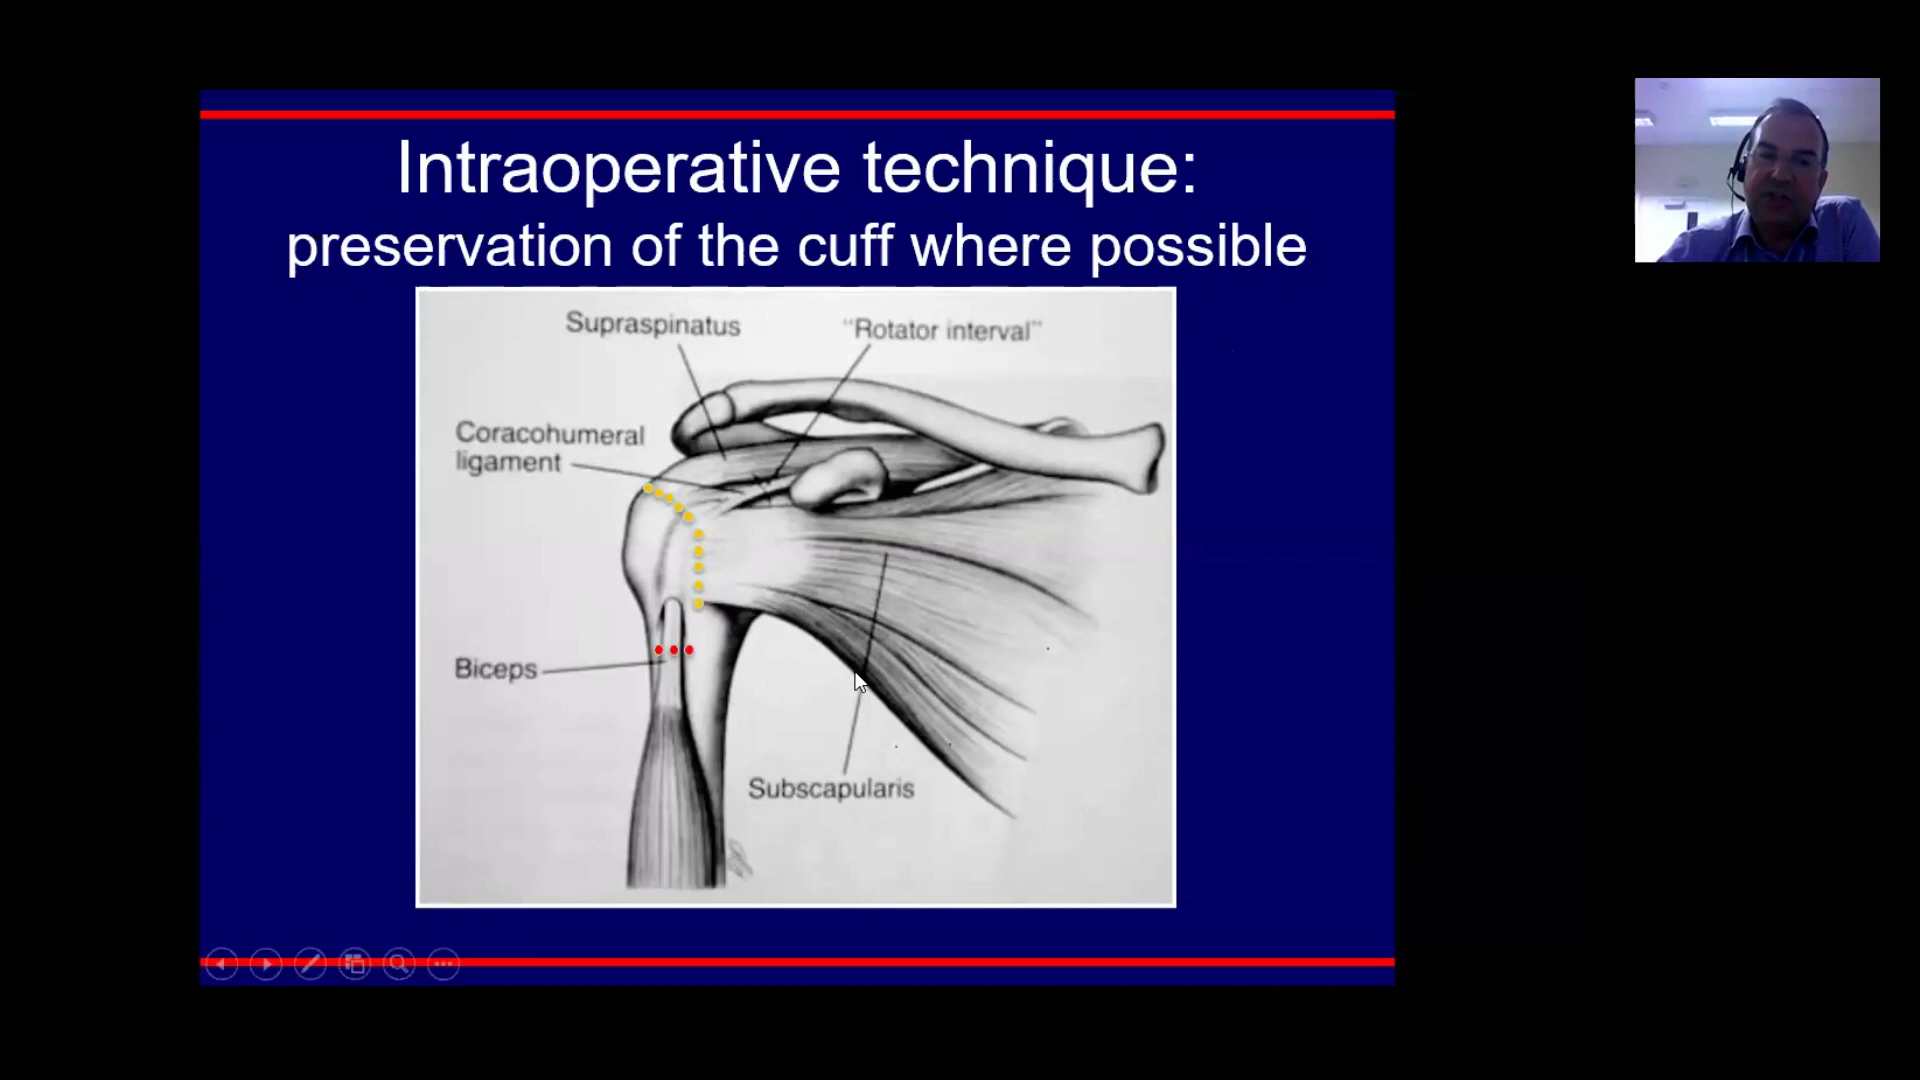 Intraoperative technique:
preservation of the cuff where possible
Supraspinatus
"Rotator interval"
Coracohumeral
ligament
Biceps
Subscapularis